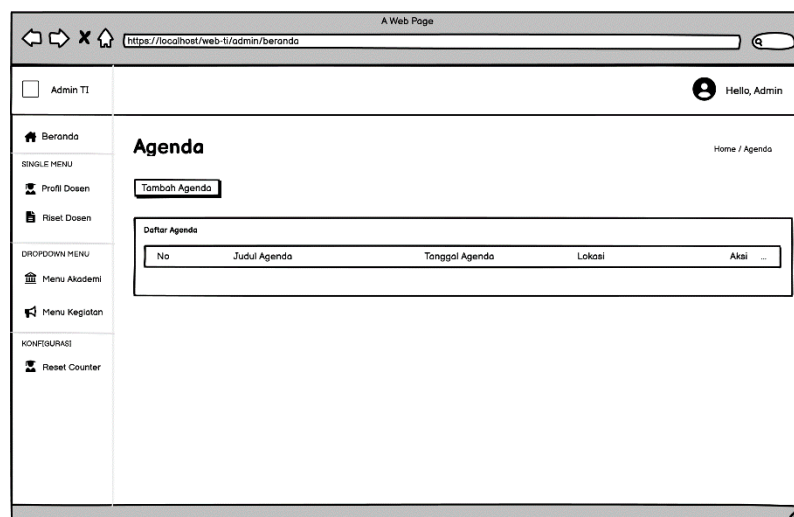 A Web Page
https://localhost/web-ti/admin/beranda
Admin TI
Hello, Admin
Beranda
Agenda
Home / Agenda
SINGLE MENU
Profil Dosen
Tambah Agenda
Riset Dosen
Daftar Agenda
DROPDOWN MENU
No Judul Agenda Tanggal Agenda Lokasi Aksi ...
Menu Akademi
Menu Kegiatan
KONFIGURASI
Reset Counter